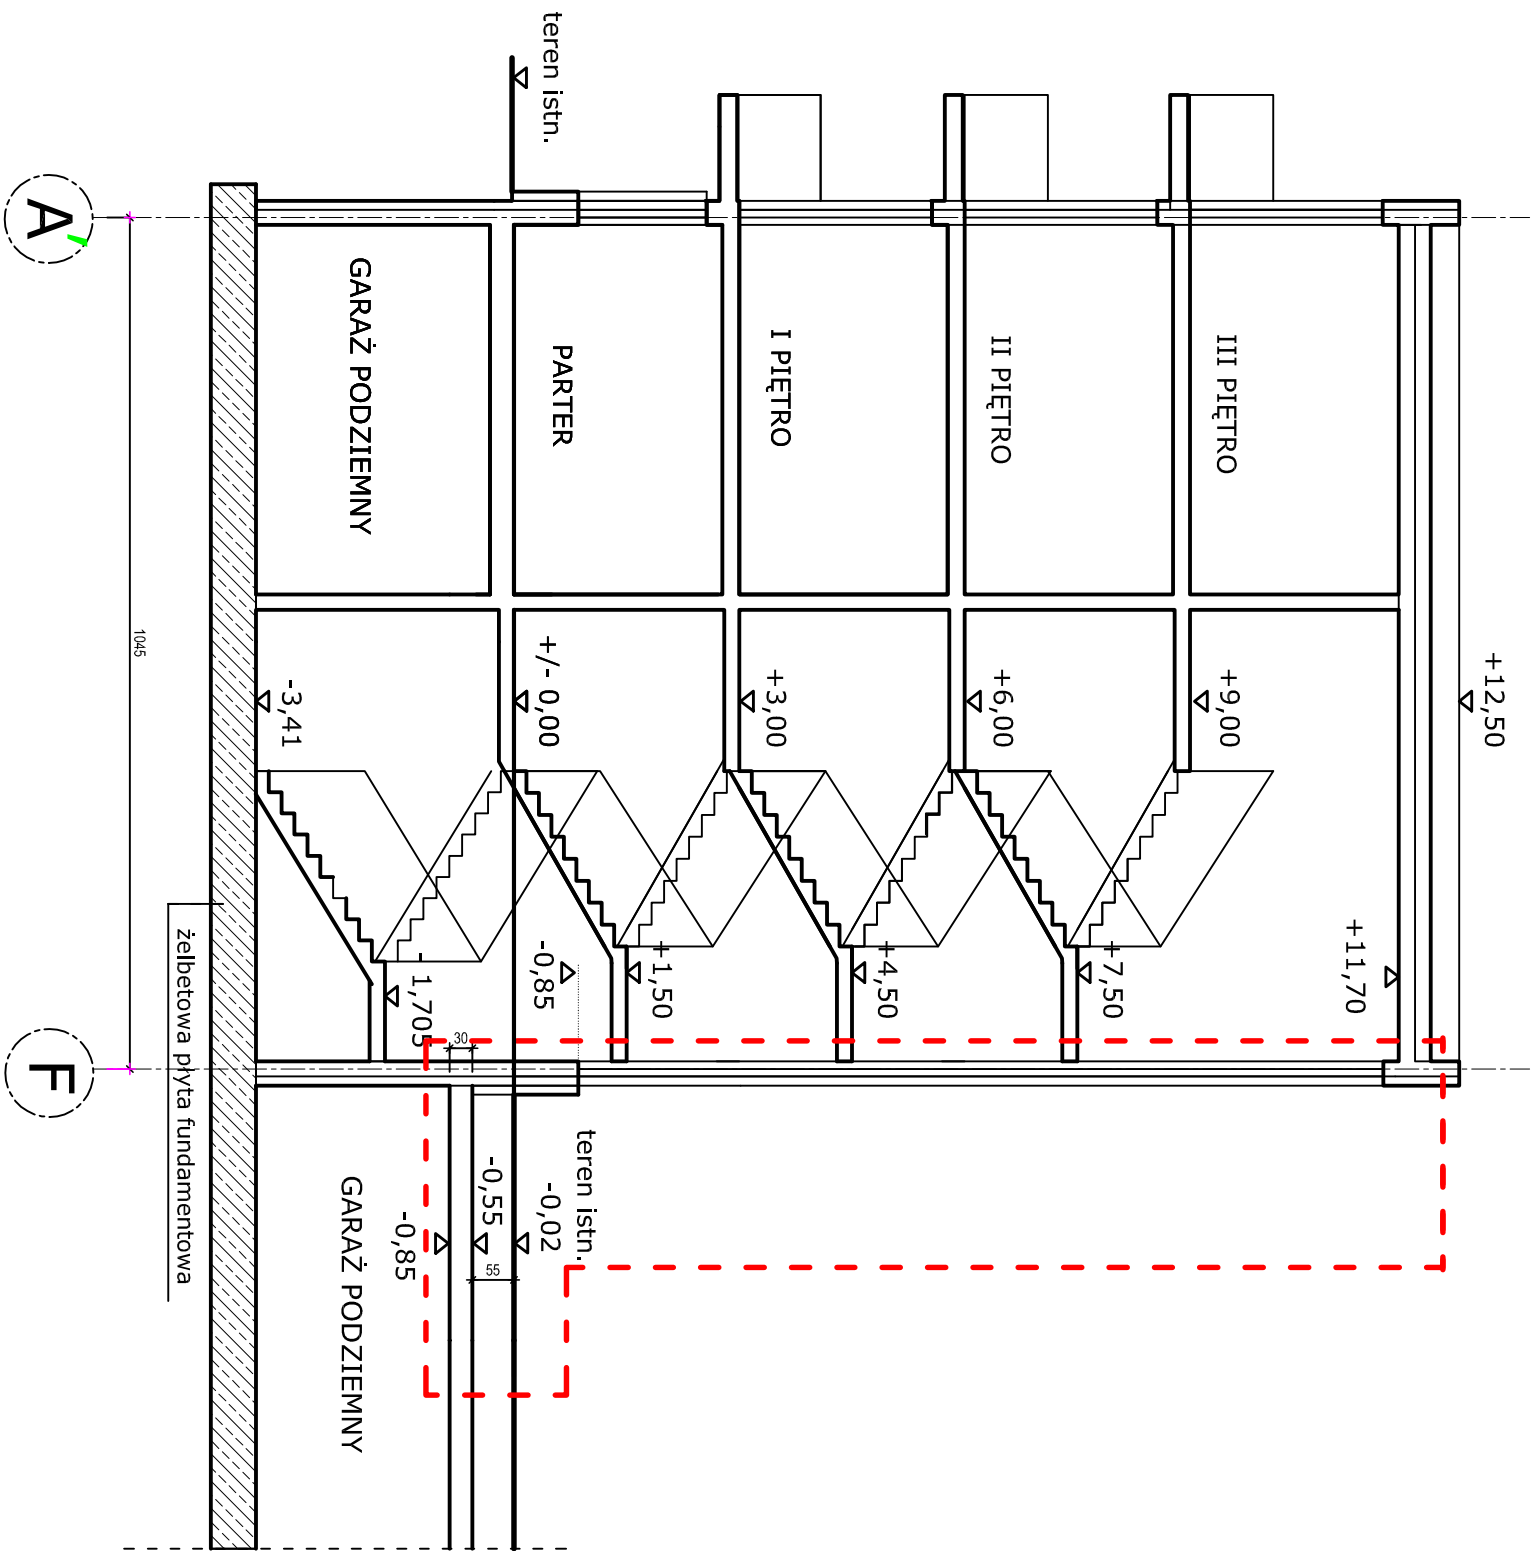 +12,50
+11,70
III PIĘTRO
+9,00
+7,50
II PIĘTRO
+6,00
+4,50
I PIĘTRO
+3,00
+1,50
teren istn.
PARTER
+/- 0,00
-0,85
teren istn.
-0,02
-0,55
55
30
-0,85
- 1,705
GARAŻ PODZIEMNY
-3,41
GARAŻ PODZIEMNY
żelbetowa płyta fundamentowa
1045
A'
F